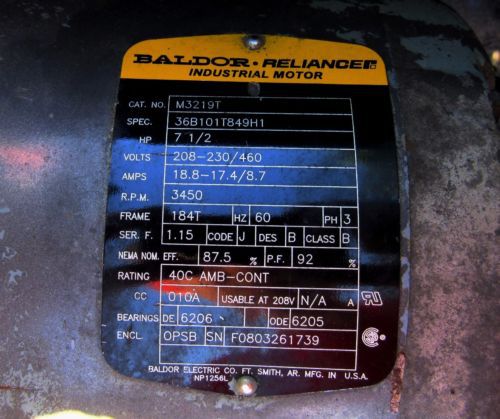 BALDOR • RELIANCE
INDUSTRIAL MOTOR
CAT. NO. M3219T
SPEC. 36B101T849H1
HP 7 1/2
VOLTS 208-230/460
AMPS 18.8-17.4/8.7
R.P.M. 3450
FRAME 184T HZ 60 PH 3
SER. F. 1.15 CODE J DES B CLASS B
NEMA NOM. EFF. 87.5 % P.F. 92 %
RATING 40C AMB-CONT
CC 010A USABLE AT 208V N/A A
BEARINGS DE 6206 ODE 6205
ENCL. OPSB SN F0803261739
BALDOR ELECTRIC CO. FT. SMITH, AR. MFG. IN U.S.A.
NP1256L